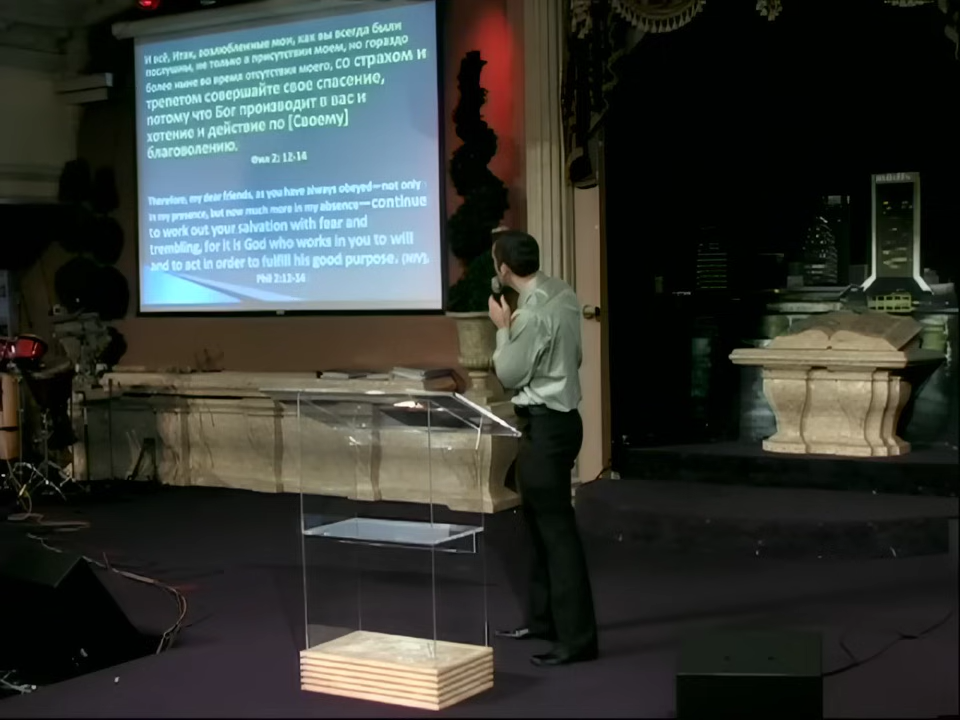 И всё, Итак, возлюбленные мои, как вы всегда были
послушны, не только в присутствии моем, но гораздо
более ныне во время отсутствия моего, со страхом и
трепетом совершайте свое спасение,
потому что Бог производит в вас и
хотение и действие по [Своему]
благоволению.
Фил 2: 12-14
Therefore, my dear friends, as you have always obeyed—not only
in my presence, but now much more in my absence—continue
to work out your salvation with fear and
trembling, for it is God who works in you to will
and to act in order to fulfill his good purpose. (NIV).
Phil 2:12-14